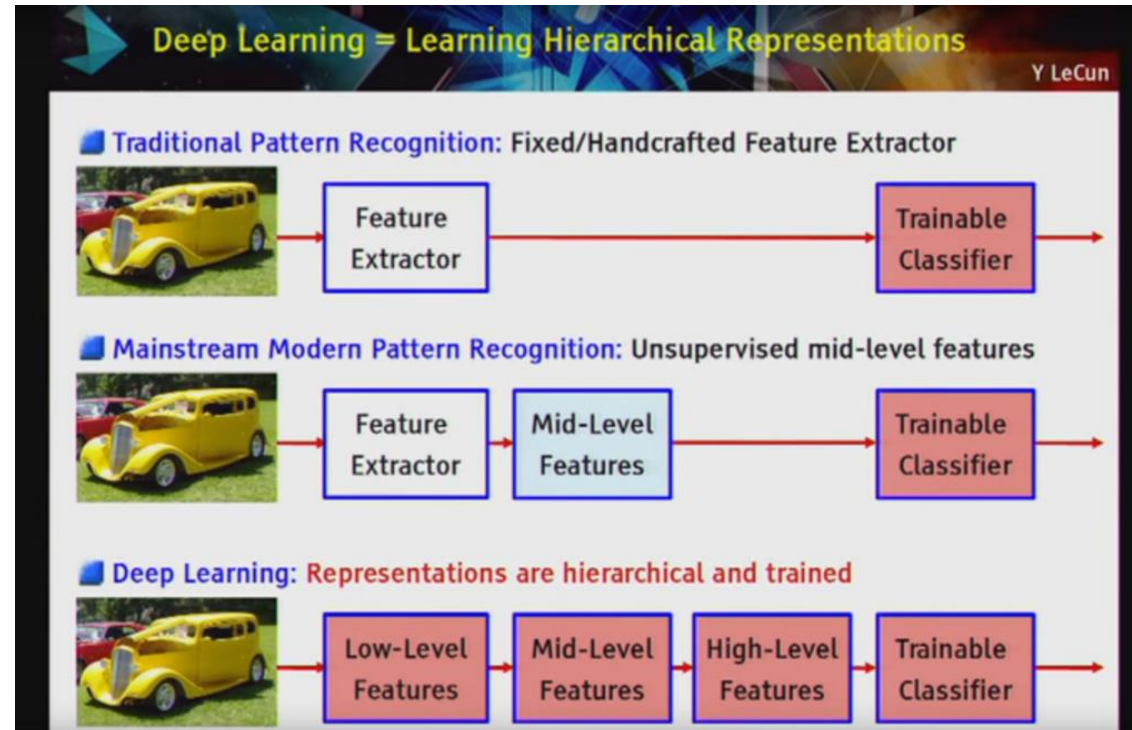 Deep Learning = Learning Hierarchical Representations
Y LeCun
Traditional Pattern Recognition: Fixed/Handcrafted Feature Extractor
Feature
Extractor
Trainable
Classifier
Mainstream Modern Pattern Recognition: Unsupervised mid-level features
Feature
Extractor
Mid-Level
Features
Trainable
Classifier
Deep Learning: Representations are hierarchical and trained
Low-Level
Features
Mid-Level
Features
High-Level
Features
Trainable
Classifier